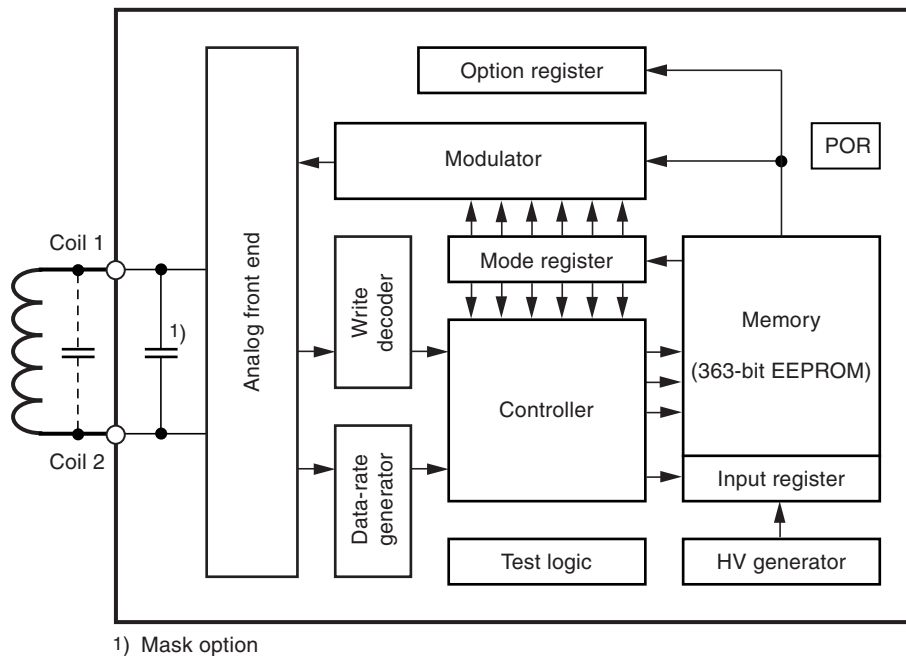 Option register
Modulator
POR
Coil 1
Analog front end
Write
decoder
Mode register
1)
Memory
(363-bit EEPROM)
Controller
Coil 2
Data-rate
generator
Input register
Test logic
HV generator
1) Mask option